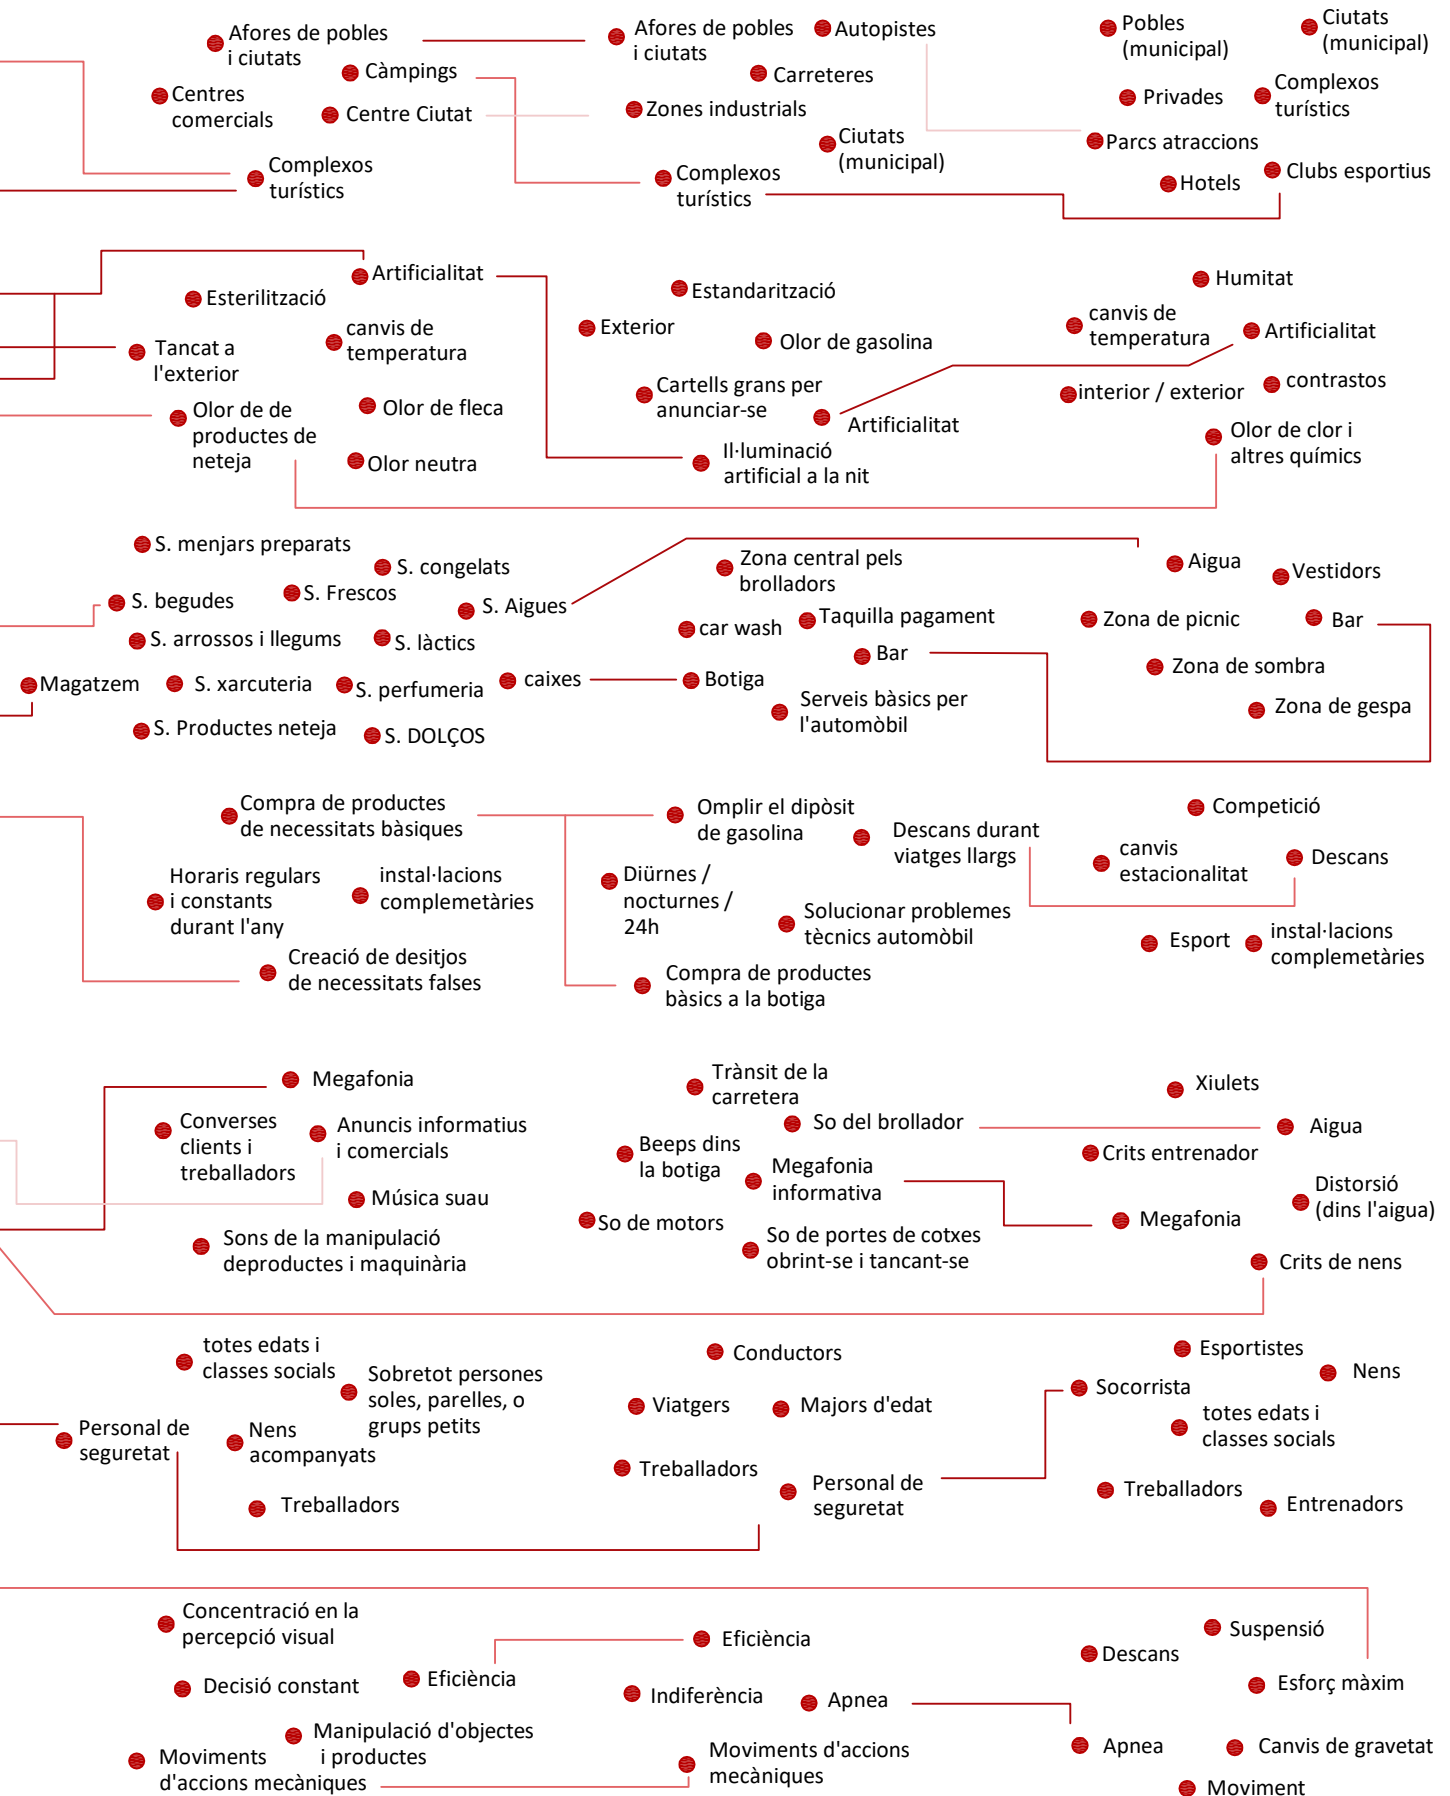 Afores de pobles
i ciutats
Càmpings
Centres
comercials
Centre Ciutat
Complexos
turístics
Afores de pobles
i ciutats
Autopistes
Carreteres
Zones industrials
Ciutats
(municipal)
Complexos
turístics
Pobles
(municipal)
Ciutats
(municipal)
Privades
Complexos
turístics
Parcs atraccions
Hotels
Clubs esportius
Artificialitat
Esterilització
canvis de
temperatura
Tancat a
l'exterior
Olor de de
productes de
neteja
Olor de fleca
Olor neutra
Estandarització
Exterior
Olor de gasolina
Cartells grans per
anunciar-se
Artificialitat
Il·luminació
artificial a la nit
Humitat
canvis de
temperatura
Artificialitat
interior / exterior
contrastos
Olor de clor i
altres químics
S. menjars preparats
S. congelats
S. begudes
S. Frescos
S. Aigues
S. arrossos i llegums
S. làctics
Magatzem
S. xarcuteria
S. perfumeria
caixes
S. Productes neteja
S. DOLÇOS
Zona central pels
brolladors
car wash
Taquilla pagament
Bar
Botiga
Serveis bàsics per
l'automòbil
Aigua
Vestidors
Zona de picnic
Bar
Zona de sombra
Zona de gespa
Compra de productes
de necessitats bàsiques
Horaris regulars
i constants
durant l'any
instal·lacions
complemetàries
Creació de desitjos
de necessitats falses
Omplir el dipòsit
de gasolina
Descans durant
viatges llargs
Diürnes /
nocturnes /
24h
Solucionar problemes
tècnics automòbil
Compra de productes
bàsics a la botiga
Competició
canvis
estacionalitat
Descans
Esport
instal·lacions
complemetàries
Megafonia
Converses
clients i
treballadors
Anuncis informatius
i comercials
Música suau
Sons de la manipulació
deproductes i maquinària
Trànsit de la
carretera
So del brollador
Beeps dins
la botiga
Megafonia
informativa
So de motors
So de portes de cotxes
obrint-se i tancant-se
Xiulets
Aigua
Crits entrenador
Distorsió
(dins l'aigua)
Megafonia
Crits de nens
totes edats i
classes socials
Sobretot persones
soles, parelles, o
grups petits
Personal de
seguretat
Nens
acompanyats
Treballadors
Conductors
Viatgers
Majors d'edat
Treballadors
Personal de
seguretat
Esportistes
Nens
Socorrista
totes edats i
classes socials
Treballadors
Entrenadors
Concentració en la
percepció visual
Decisió constant
Eficiència
Manipulació d'objectes
i productes
Moviments
d'accions mecàniques
Eficiència
Indiferència
Apnea
Moviments d'accions
mecàniques
Suspensió
Descans
Esforç màxim
Apnea
Canvis de gravetat
Moviment